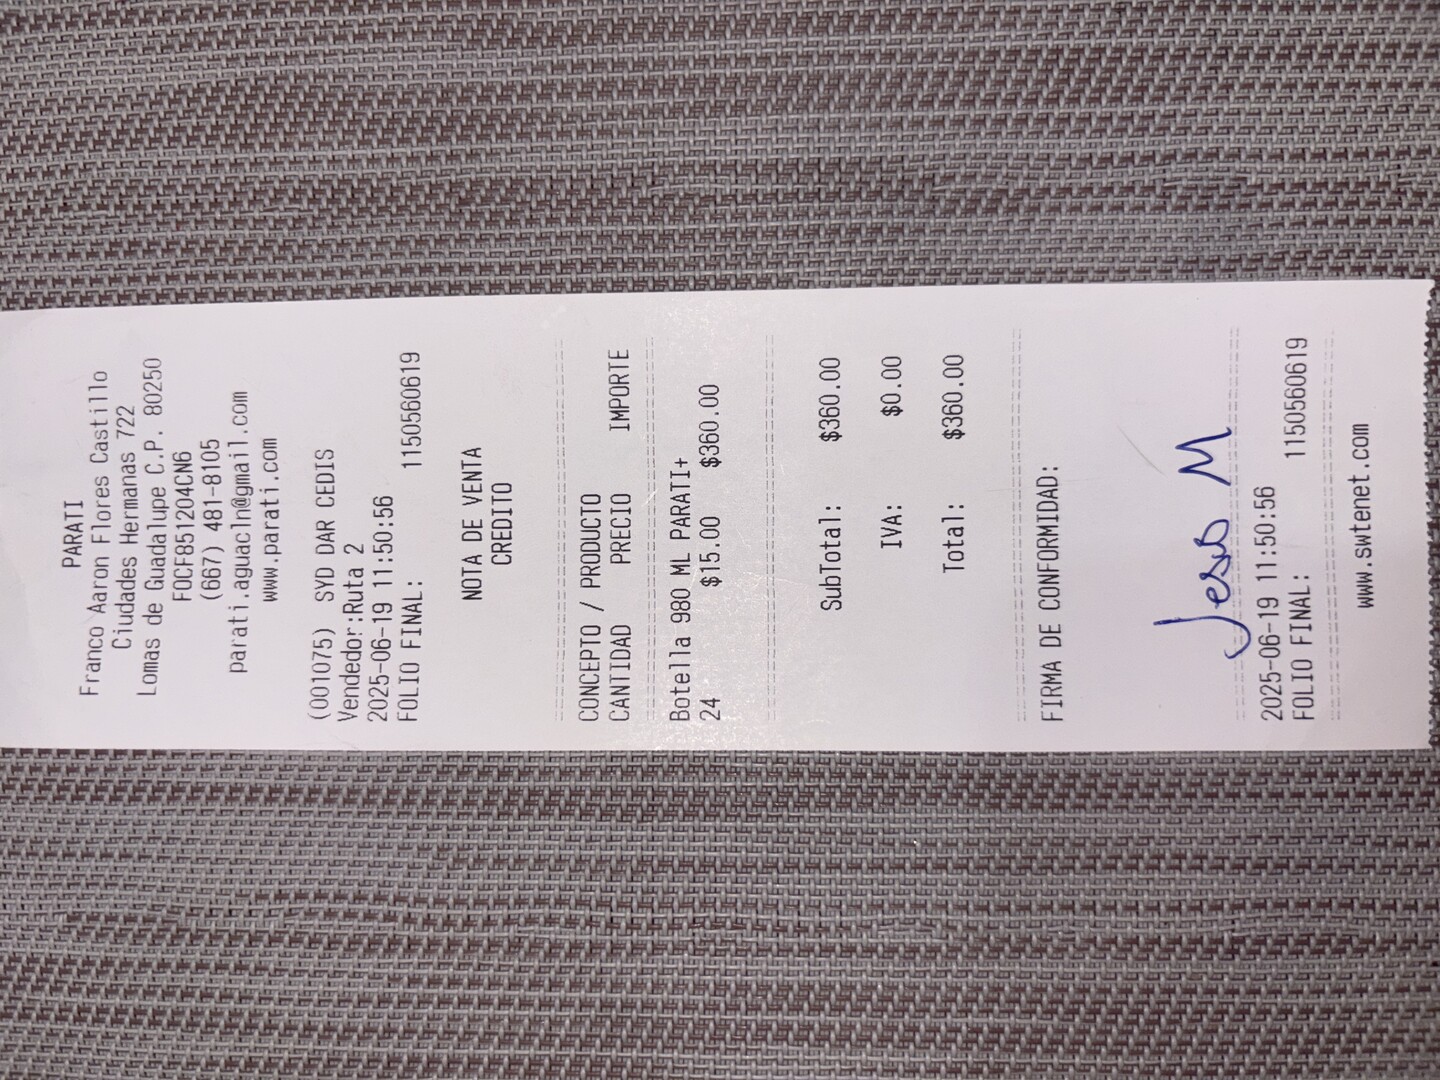 PARATI
Franco Aaron Flores Castillo
Ciudades Hermanas 722
Lomas de Guadalupe C.P. 80250
FOCF851204CN6
(667) 481-8105
parati.aguacln@gmail.com
www.parati.com
(001075) SYD DAR CEDIS
Vendedor:Ruta 2
2025-06-19 11:50:56
FOLIO FINAL: 1150560619
NOTA DE VENTA
CREDITO
CONCEPTO / PRODUCTO
CANTIDAD PRECIO IMPORTE
Botella 980 ML PARATI+
24 $15.00 $360.00
SubTotal: $360.00
IVA: $0.00
Total: $360.00
FIRMA DE CONFORMIDAD:
Jesus M
2025-06-19 11:50:56
FOLIO FINAL: 1150560619
www.swtenet.com